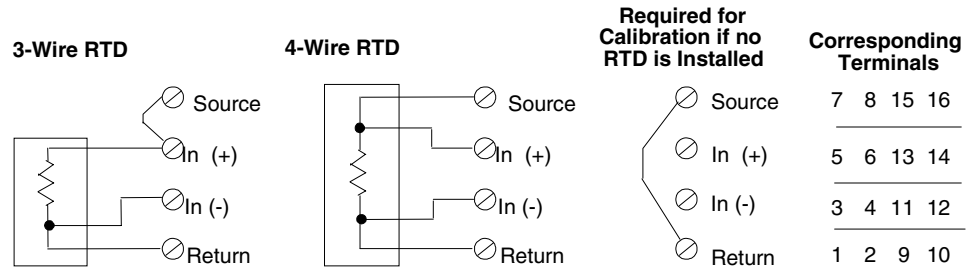 3-Wire RTD
Source
In (+)
In (-)
Return
4-Wire RTD
Source
In (+)
In (-)
Return
Required for
Calibration if no
RTD is Installed
Source
In (+)
In (-)
Return
Corresponding
Terminals
7 8 15 16
5 6 13 14
3 4 11 12
1 2 9 10